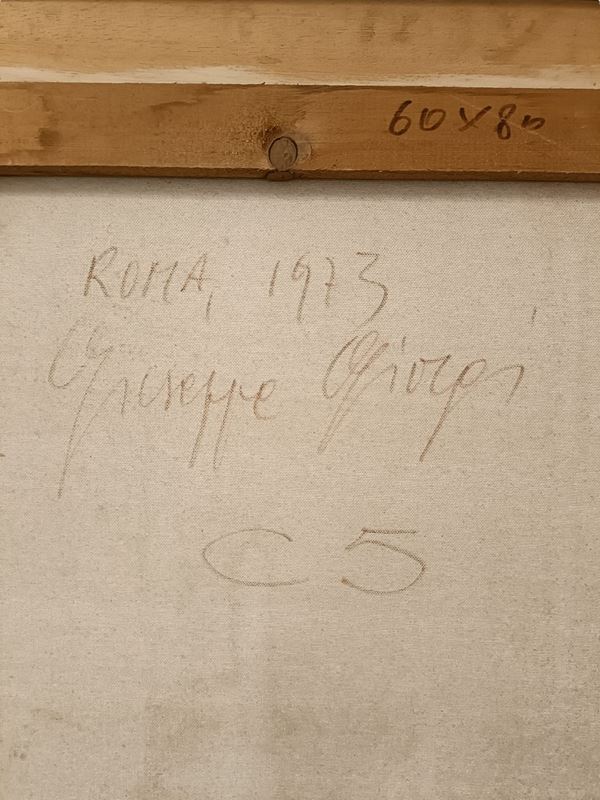 60x80
ROMA, 1973
Giuseppe Giorgi
C5